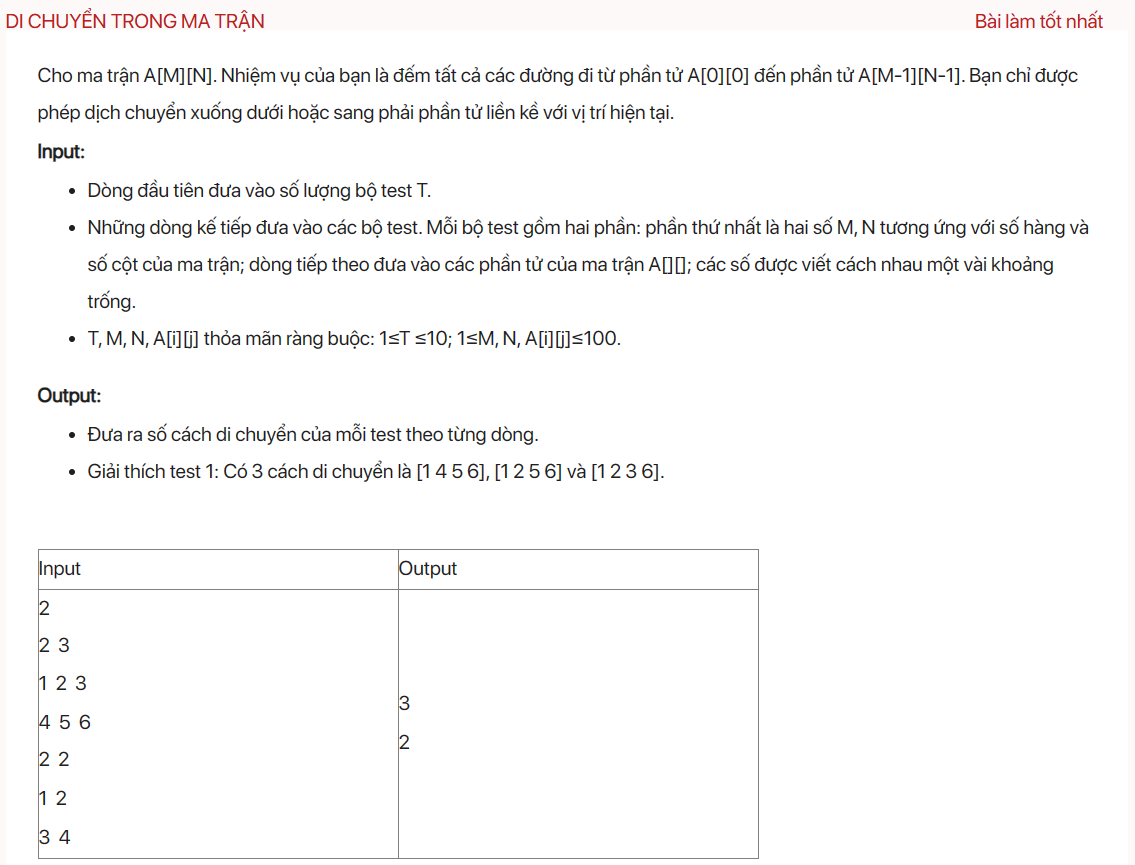 DI CHUYỂN TRONG MA TRẬN
Bài làm tốt nhất
Cho ma trận A[M][N]. Nhiệm vụ của bạn là đếm tất cả các đường đi từ phần tử A[0][0] đến phần tử A[M-1][N-1]. Bạn chỉ được
phép dịch chuyển xuống dưới hoặc sang phải phần tử liền kề với vị trí hiện tại.
Input:
• Dòng đầu tiên đưa vào số lượng bộ test T.
• Những dòng kế tiếp đưa vào các bộ test. Mỗi bộ test gồm hai phần: phần thứ nhất là hai số M, N tương ứng với số hàng và
số cột của ma trận; dòng tiếp theo đưa vào các phần tử của ma trận A[][]; các số được viết cách nhau một vài khoảng
trống.
• T, M, N, A[i][j] thỏa mãn ràng buộc: 1≤T ≤10; 1≤M, N, A[i][j]≤100.
Output:
• Đưa ra số cách di chuyển của mỗi test theo từng dòng.
• Giải thích test 1: Có 3 cách di chuyển là [1 4 5 6], [1 2 5 6] và [1 2 3 6].
Input
Output
2
2 3
1 2 3
4 5 6
2 2
1 2
3 4
3
2